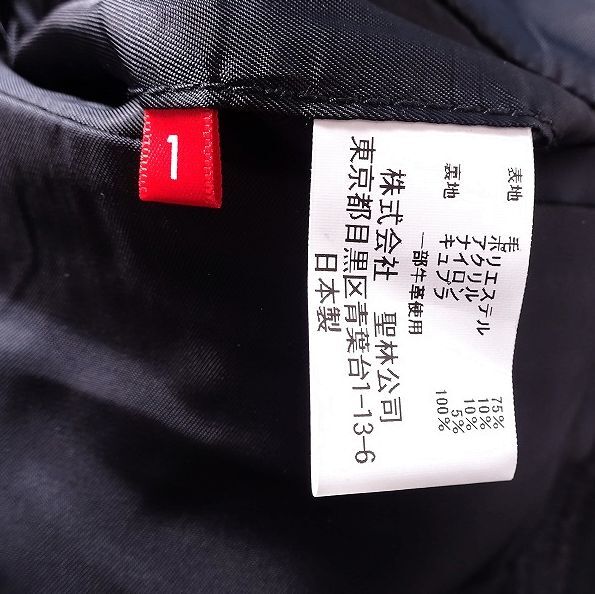 1
表地 毛 75%
ポリエステル 10%
アクリル 10%
ナイロン 5%
裏地 キュプラ 100%
一部牛革使用
株式会社 聖林公司
東京都目黒区青葉台1-13-6
日本製